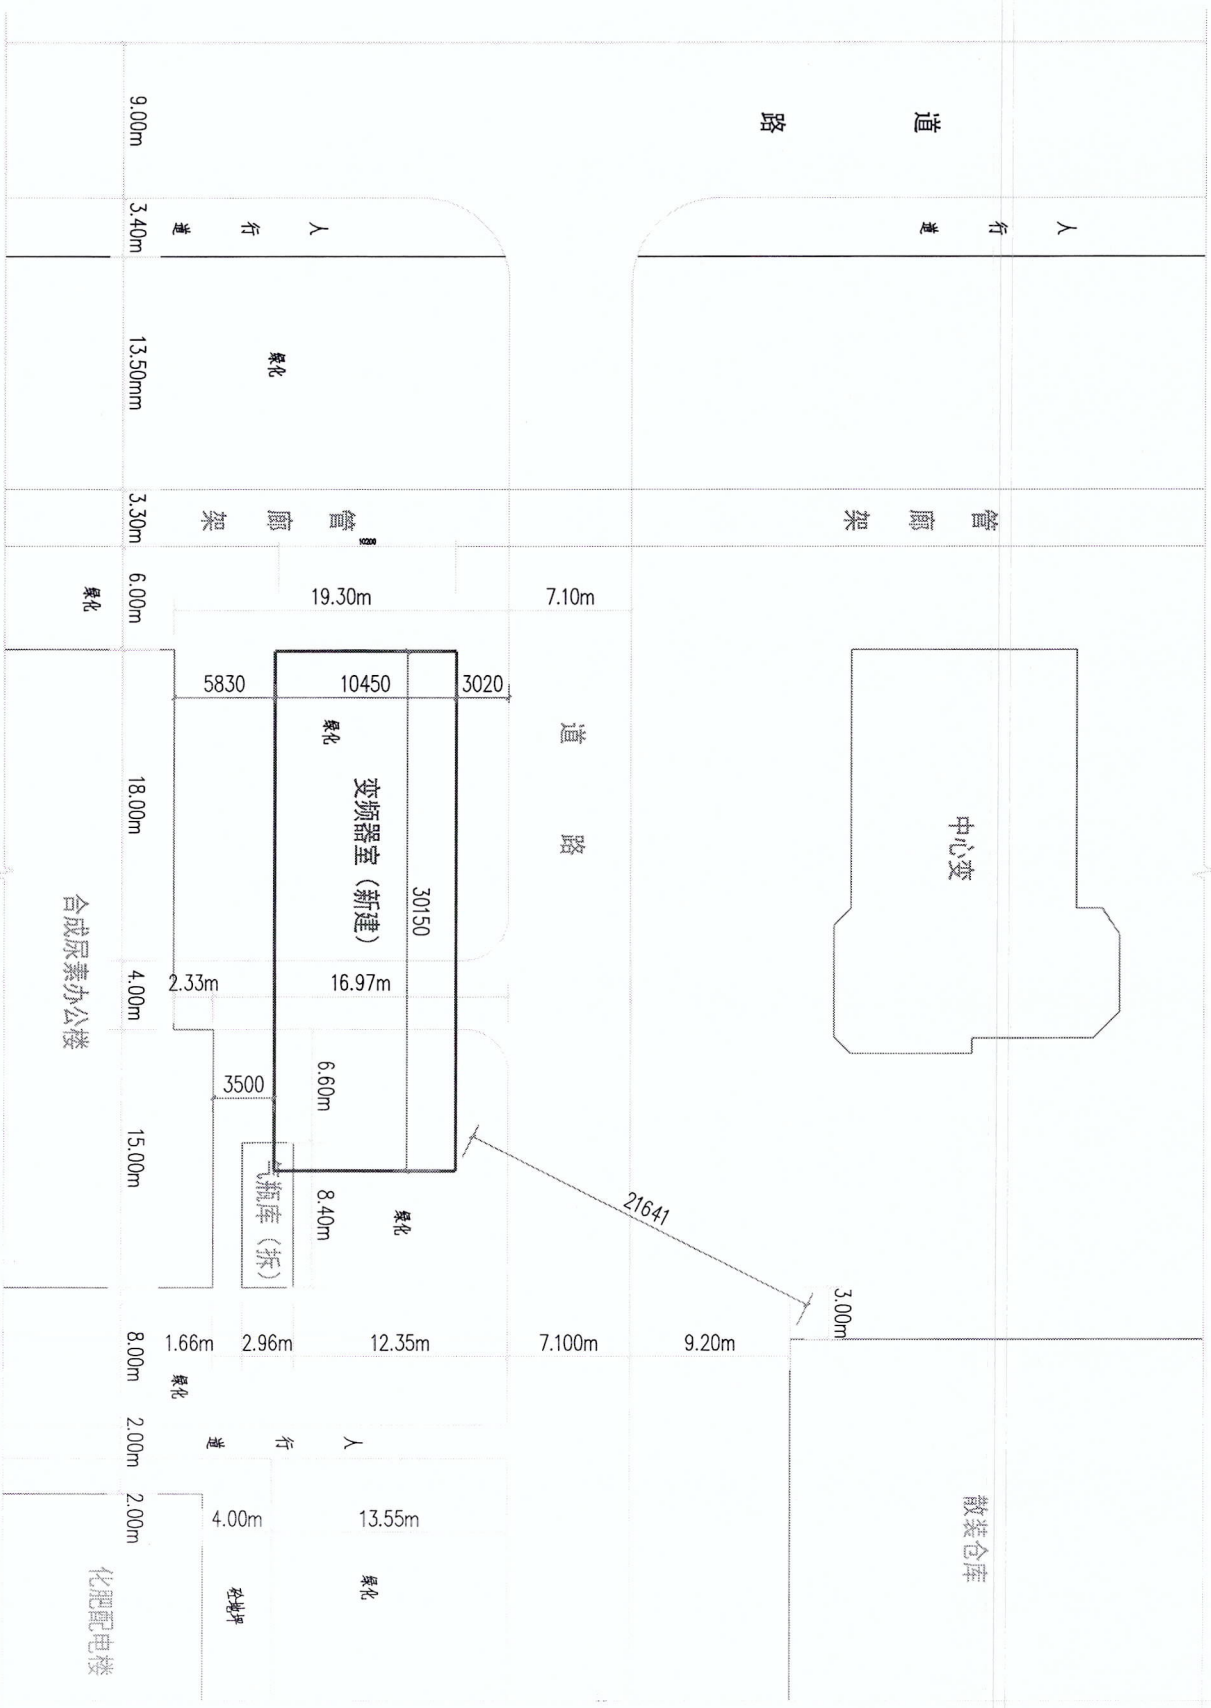 道 路
9.00m
3.40m
人行道
人行道
13.50mm
绿化
3.30m
管廊架
管廊架
6.00m
绿化
19.30m
7.10m
5830
10450
3020
绿化
道路
18.00m
变频器室（新建）
30150
中心变
合成尿素办公楼
4.00m
2.33m
16.97m
3500
6.60m
15.00m
气瓶库（拆）
8.40m
绿化
21641
3.00m
8.00m
1.66m
2.96m
12.35m
7.100m
9.20m
绿化
2.00m
人行道
2.00m
4.00m
13.55m
散装仓库
化肥配电楼
砼地坪
绿化